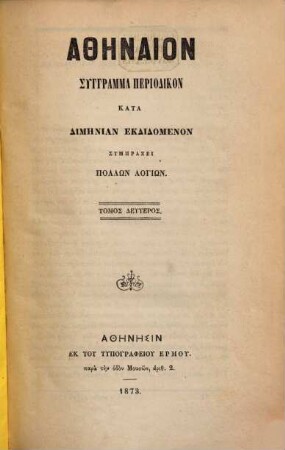 ΑΘΗΝΑΙΟΝ
ΣΥΓΓΡΑΜΜΑ ΠΕΡΙΟΔΙΚΟΝ
ΚΑΤΑ
ΔΙΜΗΝΙΑΝ ΕΚΔΙΔΟΜΕΝΟΝ
ΣΥΜΠΡΑΞΕΙ
ΠΟΛΛΩΝ ΛΟΓΙΩΝ.
ΤΟΜΟΣ ΔΕΥΤΕΡΟΣ.
ΑΘΗΝΗΣΙΝ
ΕΚ ΤΟΥ ΤΥΠΟΓΡΑΦΕΙΟΥ ΕΡΜΟΥ.
παρὰ τὴν ὁδὸν Μουσῶν, ἀριθ. 2.
1873.